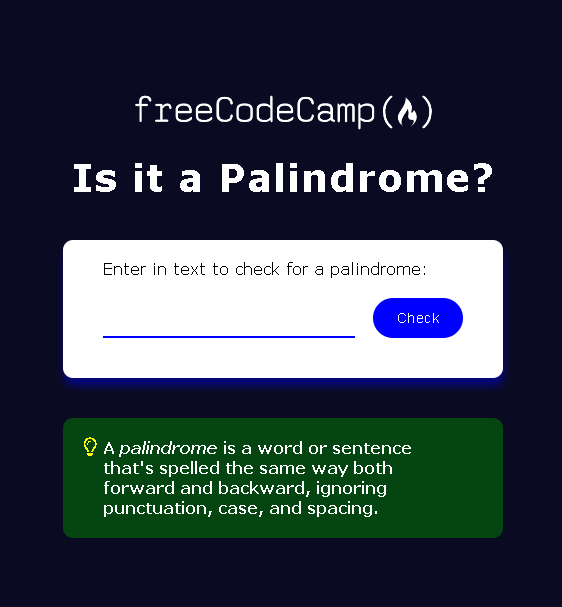 freeCodeCamp(🔥)
Is it a Palindrome?
Enter in text to check for a palindrome:
Check
A palindrome is a word or sentence
that's spelled the same way both
forward and backward, ignoring
punctuation, case, and spacing.